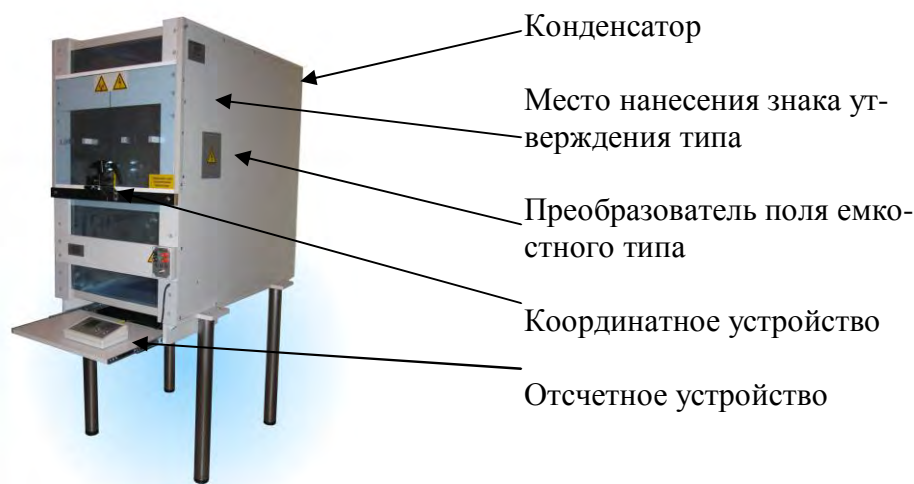 Конденсатор
Место нанесения знака ут-
верждения типа
Преобразователь поля емко-
стного типа
Координатное устройство
Отсчетное устройство